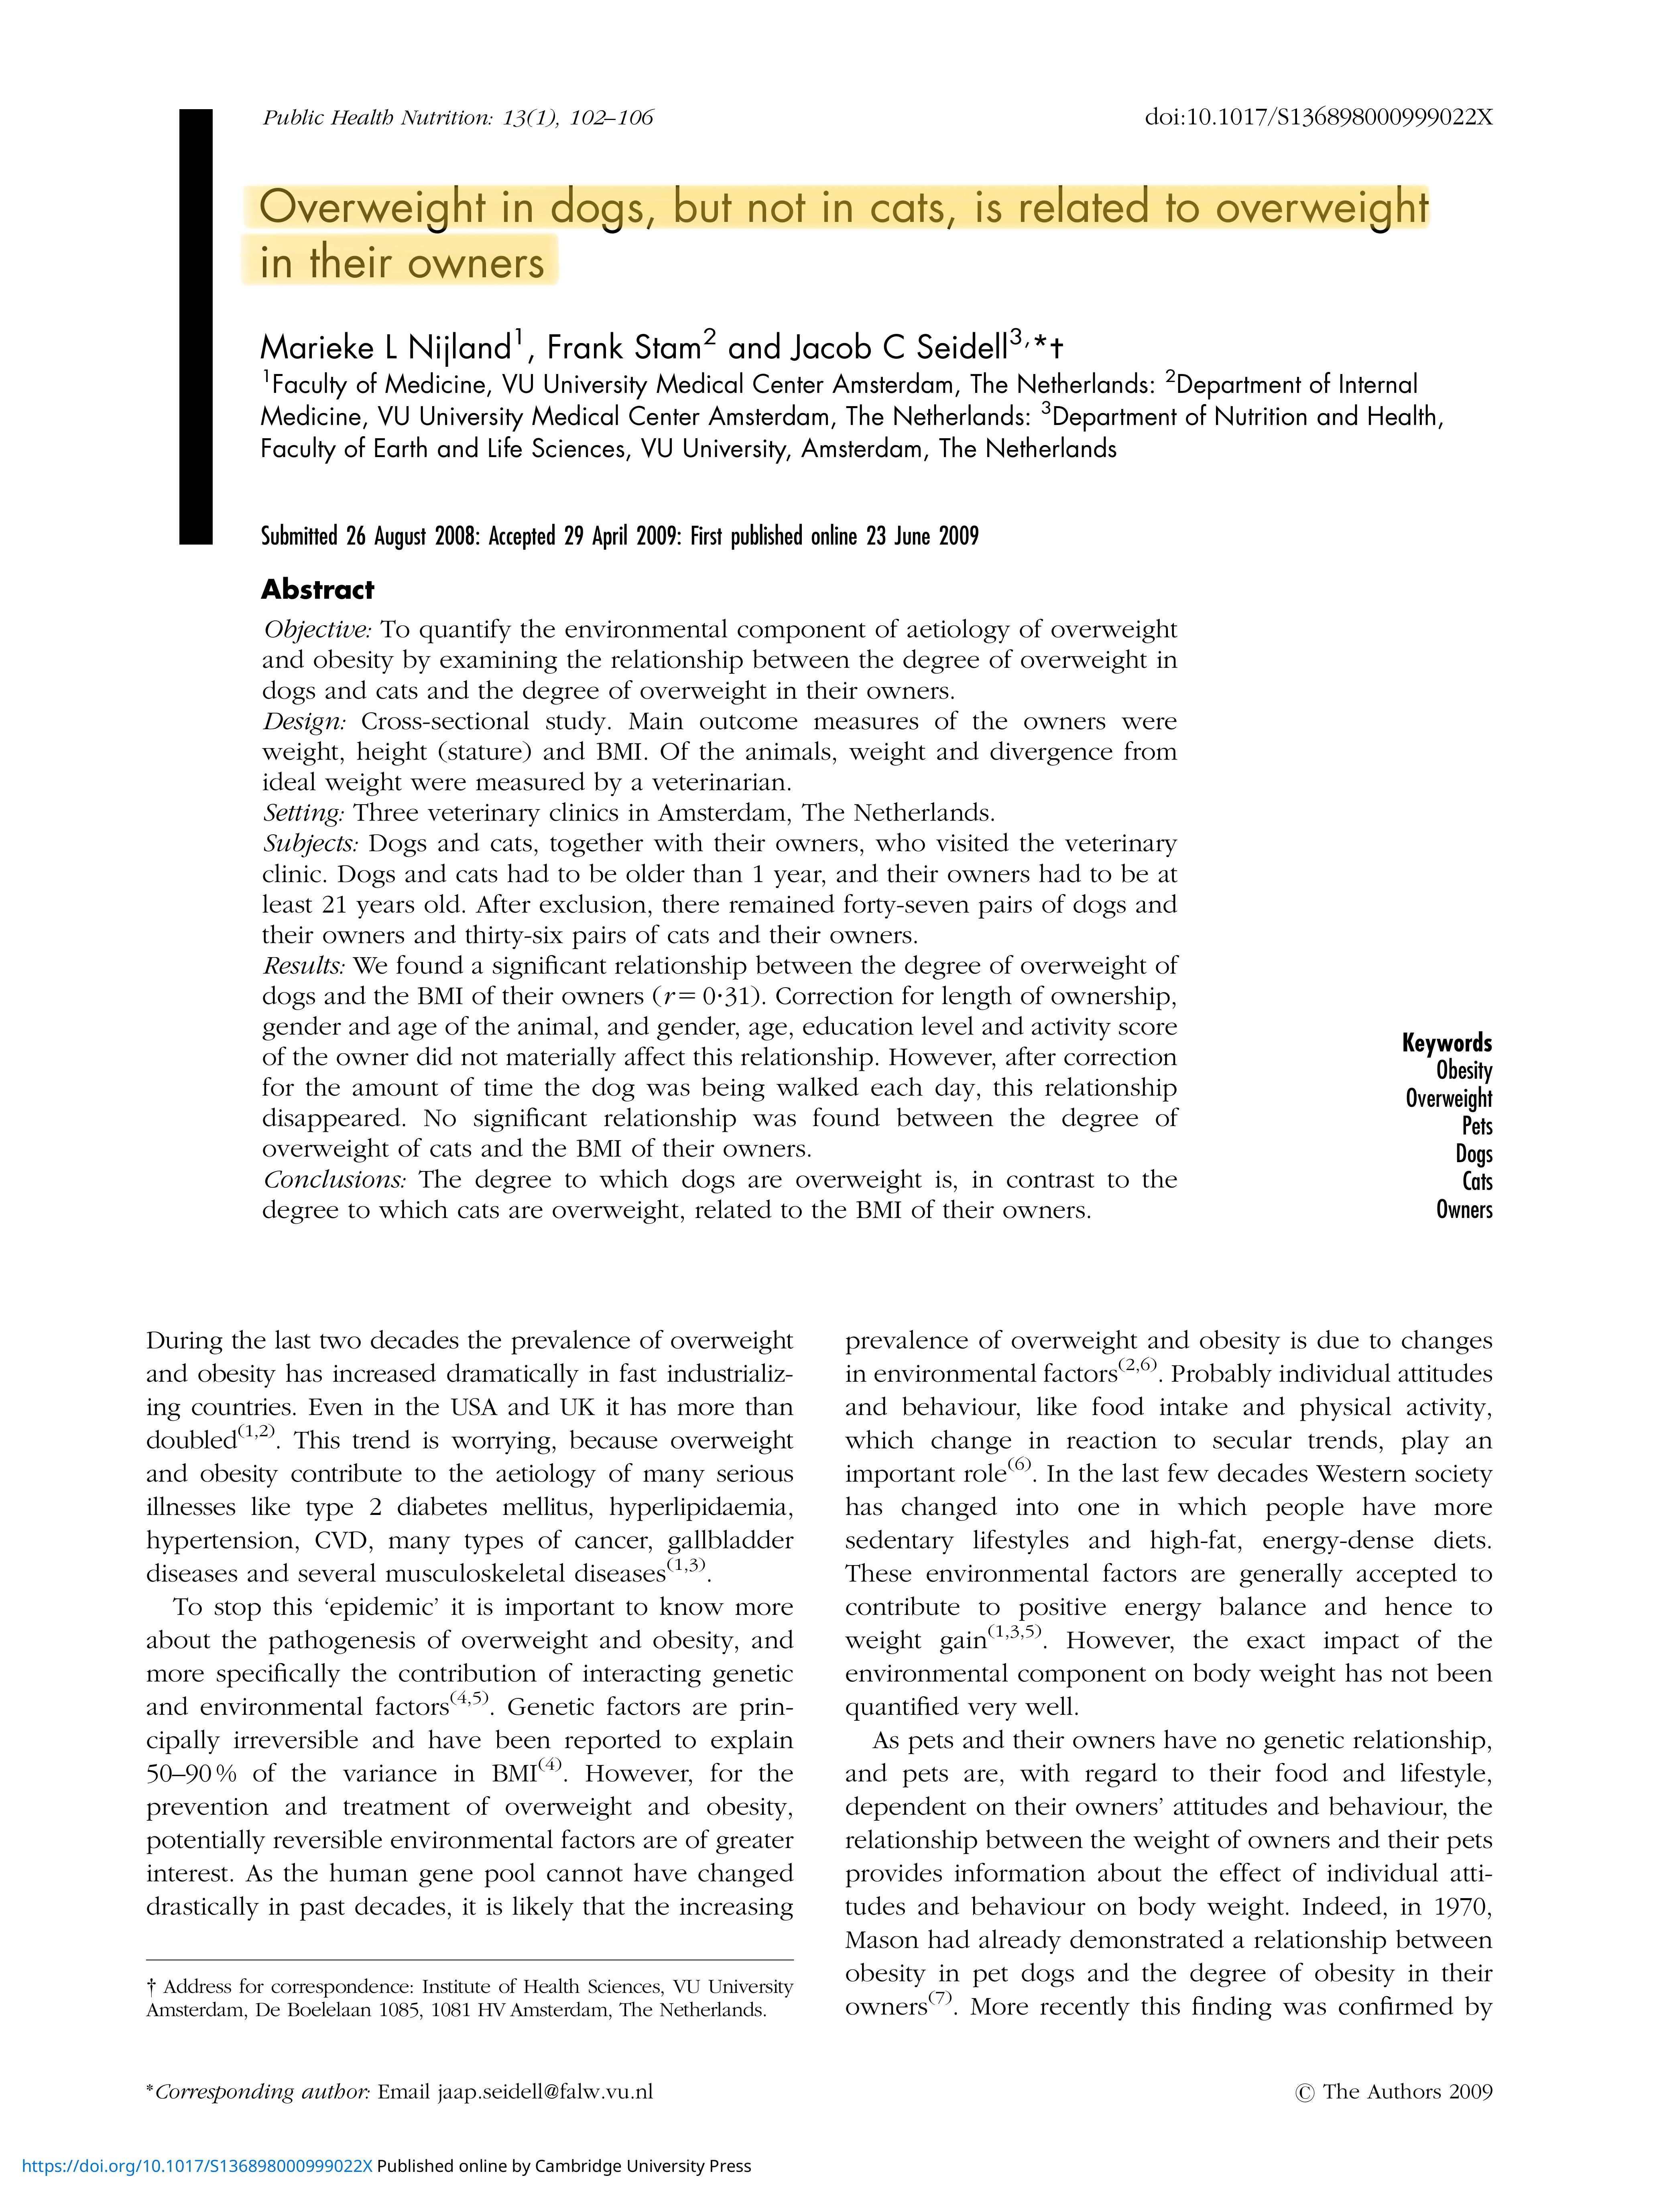 Public Health Nutrition: 13(1), 102–106
doi:10.1017/S136898000999022X
Overweight in dogs, but not in cats, is related to overweight
in their owners
Marieke L Nijland1, Frank Stam2 and Jacob C Seidell3,*†
1Faculty of Medicine, VU University Medical Center Amsterdam, The Netherlands: 2Department of Internal
Medicine, VU University Medical Center Amsterdam, The Netherlands: 3Department of Nutrition and Health,
Faculty of Earth and Life Sciences, VU University, Amsterdam, The Netherlands
Submitted 26 August 2008: Accepted 29 April 2009: First published online 23 June 2009
Abstract
Objective: To quantify the environmental component of aetiology of overweight
and obesity by examining the relationship between the degree of overweight in
dogs and cats and the degree of overweight in their owners.
Design: Cross-sectional study. Main outcome measures of the owners were
weight, height (stature) and BMI. Of the animals, weight and divergence from
ideal weight were measured by a veterinarian.
Setting: Three veterinary clinics in Amsterdam, The Netherlands.
Subjects: Dogs and cats, together with their owners, who visited the veterinary
clinic. Dogs and cats had to be older than 1 year, and their owners had to be at
least 21 years old. After exclusion, there remained forty-seven pairs of dogs and
their owners and thirty-six pairs of cats and their owners.
Results: We found a significant relationship between the degree of overweight of
dogs and the BMI of their owners (r = 0·31). Correction for length of ownership,
gender and age of the animal, and gender, age, education level and activity score
of the owner did not materially affect this relationship. However, after correction
for the amount of time the dog was being walked each day, this relationship
disappeared. No significant relationship was found between the degree of
overweight of cats and the BMI of their owners.
Conclusions: The degree to which dogs are overweight is, in contrast to the
degree to which cats are overweight, related to the BMI of their owners.
Keywords
Obesity
Overweight
Pets
Dogs
Cats
Owners
During the last two decades the prevalence of overweight
and obesity has increased dramatically in fast industrializ-
ing countries. Even in the USA and UK it has more than
doubled(1,2). This trend is worrying, because overweight
and obesity contribute to the aetiology of many serious
illnesses like type 2 diabetes mellitus, hyperlipidaemia,
hypertension, CVD, many types of cancer, gallbladder
diseases and several musculoskeletal diseases(1,3).
To stop this ‘epidemic’ it is important to know more
about the pathogenesis of overweight and obesity, and
more specifically the contribution of interacting genetic
and environmental factors(4,5). Genetic factors are prin-
cipally irreversible and have been reported to explain
50–90 % of the variance in BMI(4). However, for the
prevention and treatment of overweight and obesity,
potentially reversible environmental factors are of greater
interest. As the human gene pool cannot have changed
drastically in past decades, it is likely that the increasing
† Address for correspondence: Institute of Health Sciences, VU University
Amsterdam, De Boelelaan 1085, 1081 HV Amsterdam, The Netherlands.
prevalence of overweight and obesity is due to changes
in environmental factors(2,6). Probably individual attitudes
and behaviour, like food intake and physical activity,
which change in reaction to secular trends, play an
important role(6). In the last few decades Western society
has changed into one in which people have more
sedentary lifestyles and high-fat, energy-dense diets.
These environmental factors are generally accepted to
contribute to positive energy balance and hence to
weight gain(1,3,5). However, the exact impact of the
environmental component on body weight has not been
quantified very well.
As pets and their owners have no genetic relationship,
and pets are, with regard to their food and lifestyle,
dependent on their owners’ attitudes and behaviour, the
relationship between the weight of owners and their pets
provides information about the effect of individual atti-
tudes and behaviour on body weight. Indeed, in 1970,
Mason had already demonstrated a relationship between
obesity in pet dogs and the degree of obesity in their
owners(7). More recently this finding was confirmed by
*Corresponding author: Email jaap.seidell@falw.vu.nl
© The Authors 2009
https://doi.org/10.1017/S136898000999022X Published online by Cambridge University Press